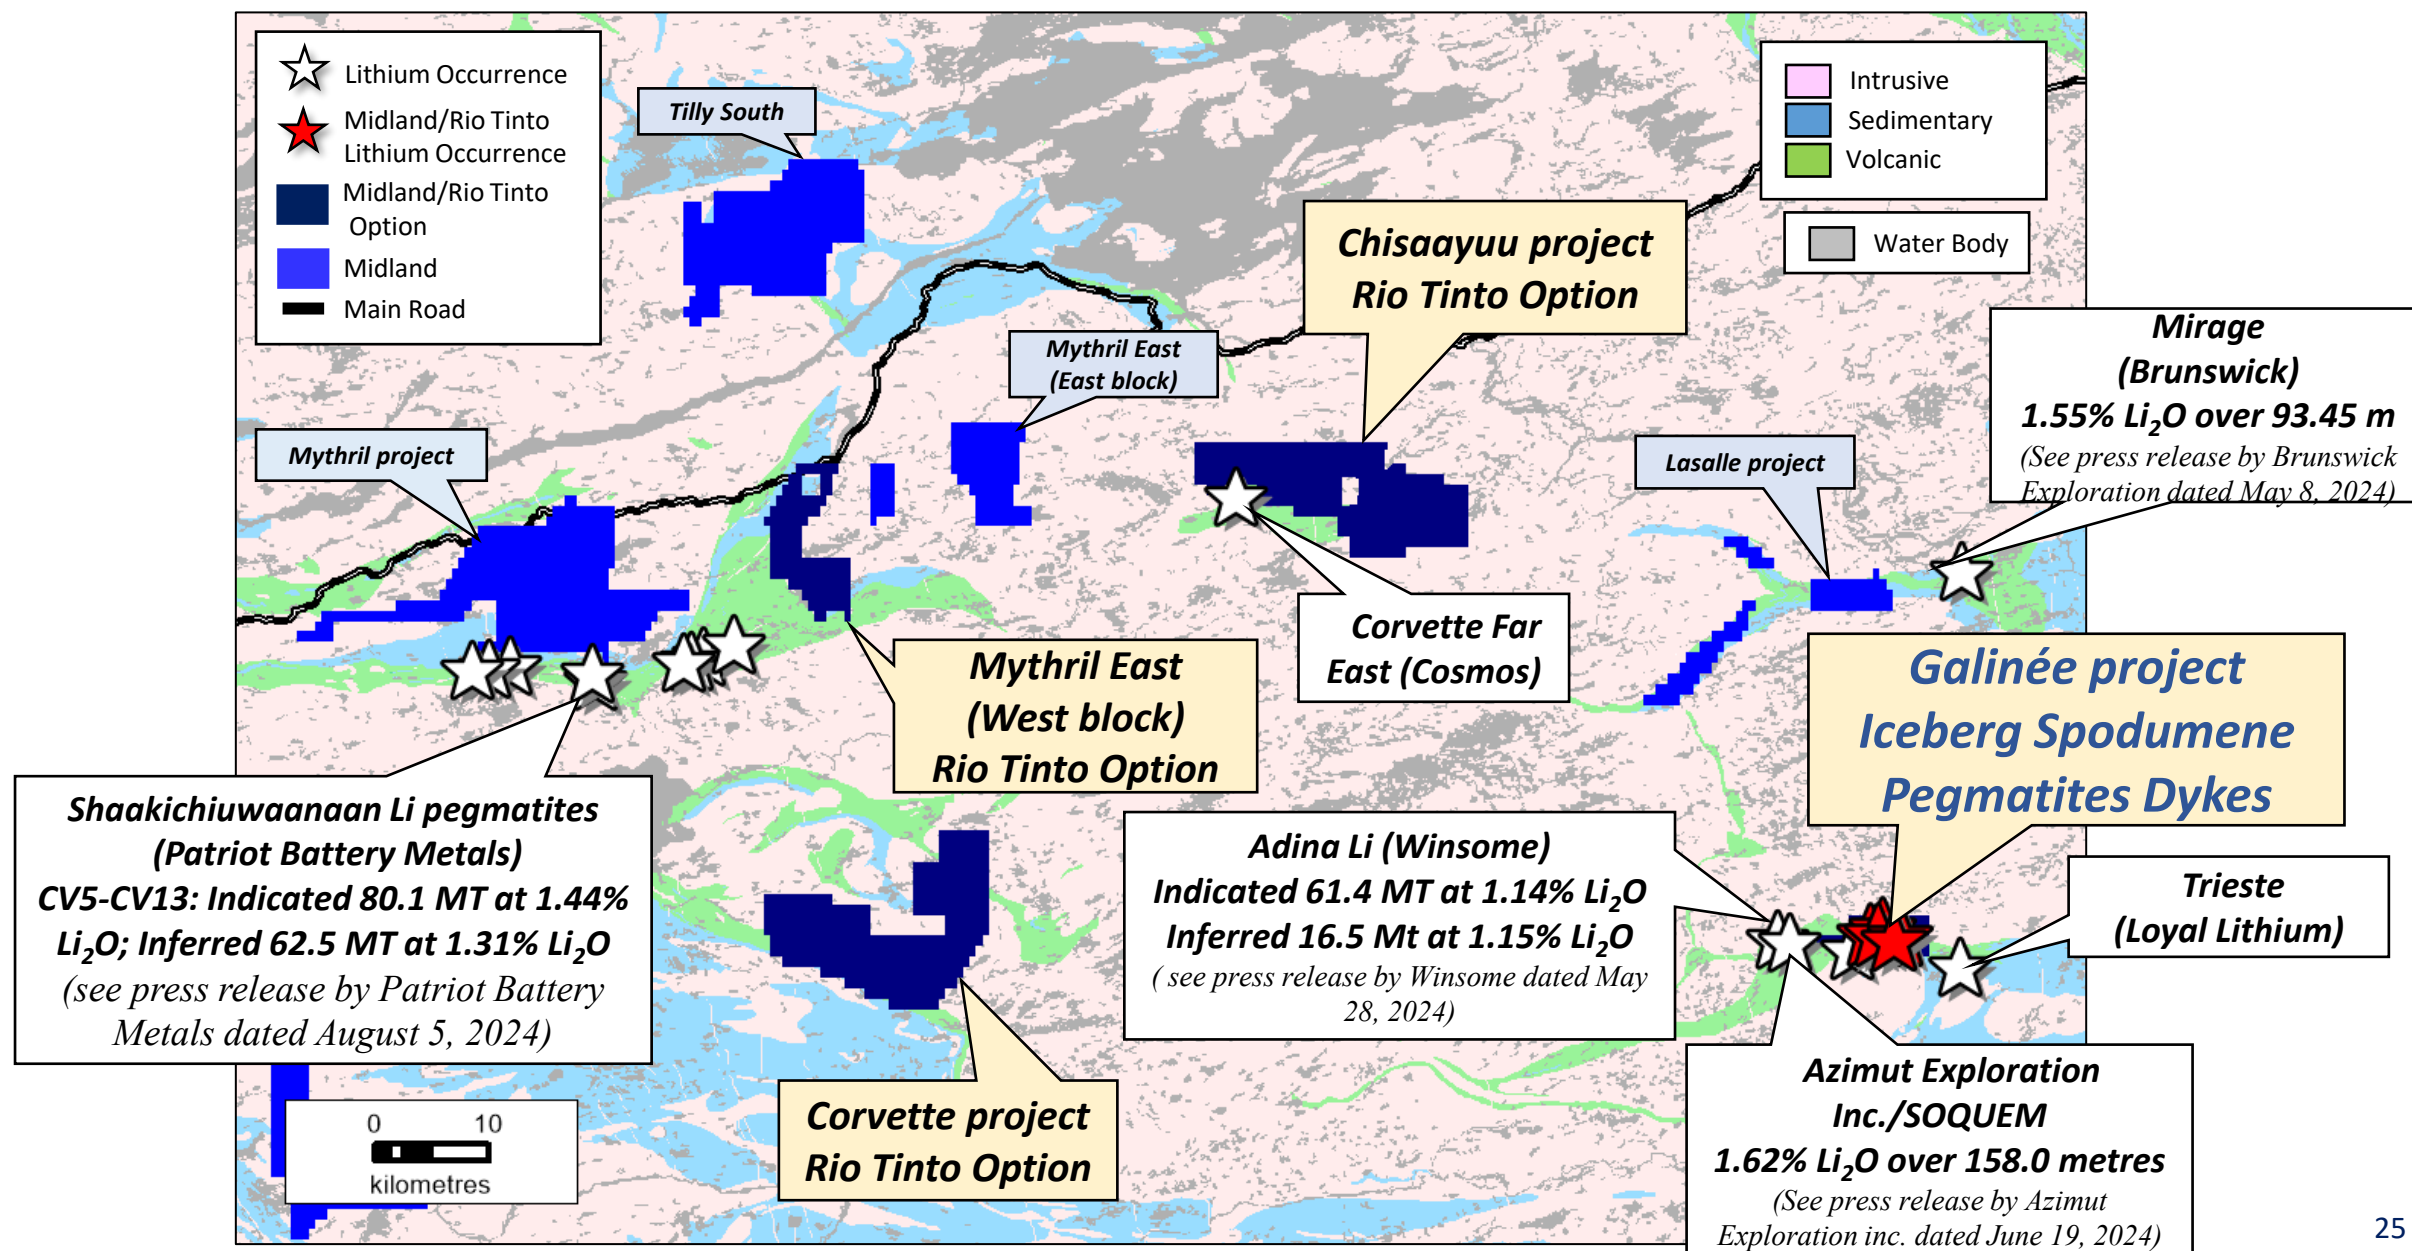 Lithium Occurrence
Midland/Rio Tinto
Lithium Occurrence
Midland/Rio Tinto
Option
Midland
Main Road
Tilly South
Intrusive
Sedimentary
Volcanic
Water Body
Chisaayuu project
Rio Tinto Option
Mirage
(Brunswick)
1.55% Li₂O over 93.45 m
(See press release by Brunswick
Exploration dated May 8, 2024)
Mythril East
(East block)
Mythril project
Lasalle project
Corvette Far
East (Cosmos)
Mythril East
(West block)
Rio Tinto Option
Galinée project
Iceberg Spodumene
Pegmatites Dykes
Shaakichiuwaanaan Li pegmatites
(Patriot Battery Metals)
CV5-CV13: Indicated 80.1 MT at 1.44%
Li₂O; Inferred 62.5 MT at 1.31% Li₂O
(see press release by Patriot Battery
Metals dated August 5, 2024)
Adina Li (Winsome)
Indicated 61.4 MT at 1.14% Li₂O
Inferred 16.5 Mt at 1.15% Li₂O
( see press release by Winsome dated May
28, 2024)
Trieste
(Loyal Lithium)
Azimut Exploration
Inc./SOQUEM
1.62% Li₂O over 158.0 metres
(See press release by Azimut
Exploration inc. dated June 19, 2024)
Corvette project
Rio Tinto Option
0 10
kilometres
25